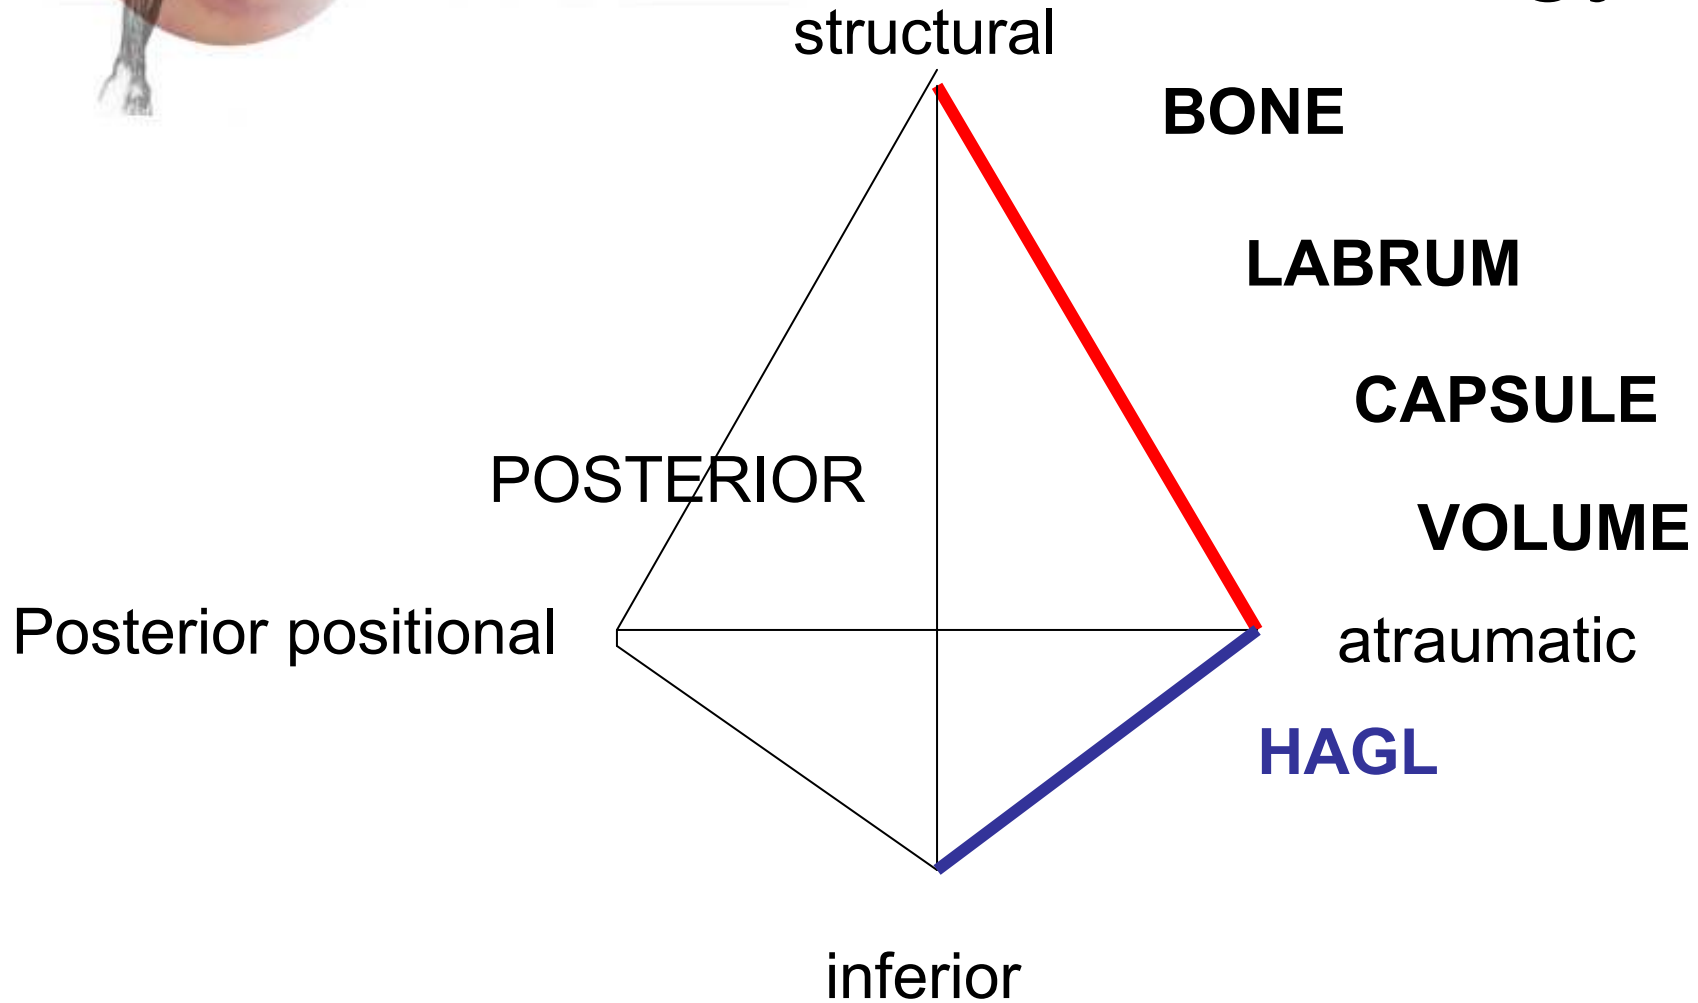 structural
BONE
LABRUM
CAPSULE
POSTERIOR
VOLUME
Posterior positional
atraumatic
HAGL
inferior